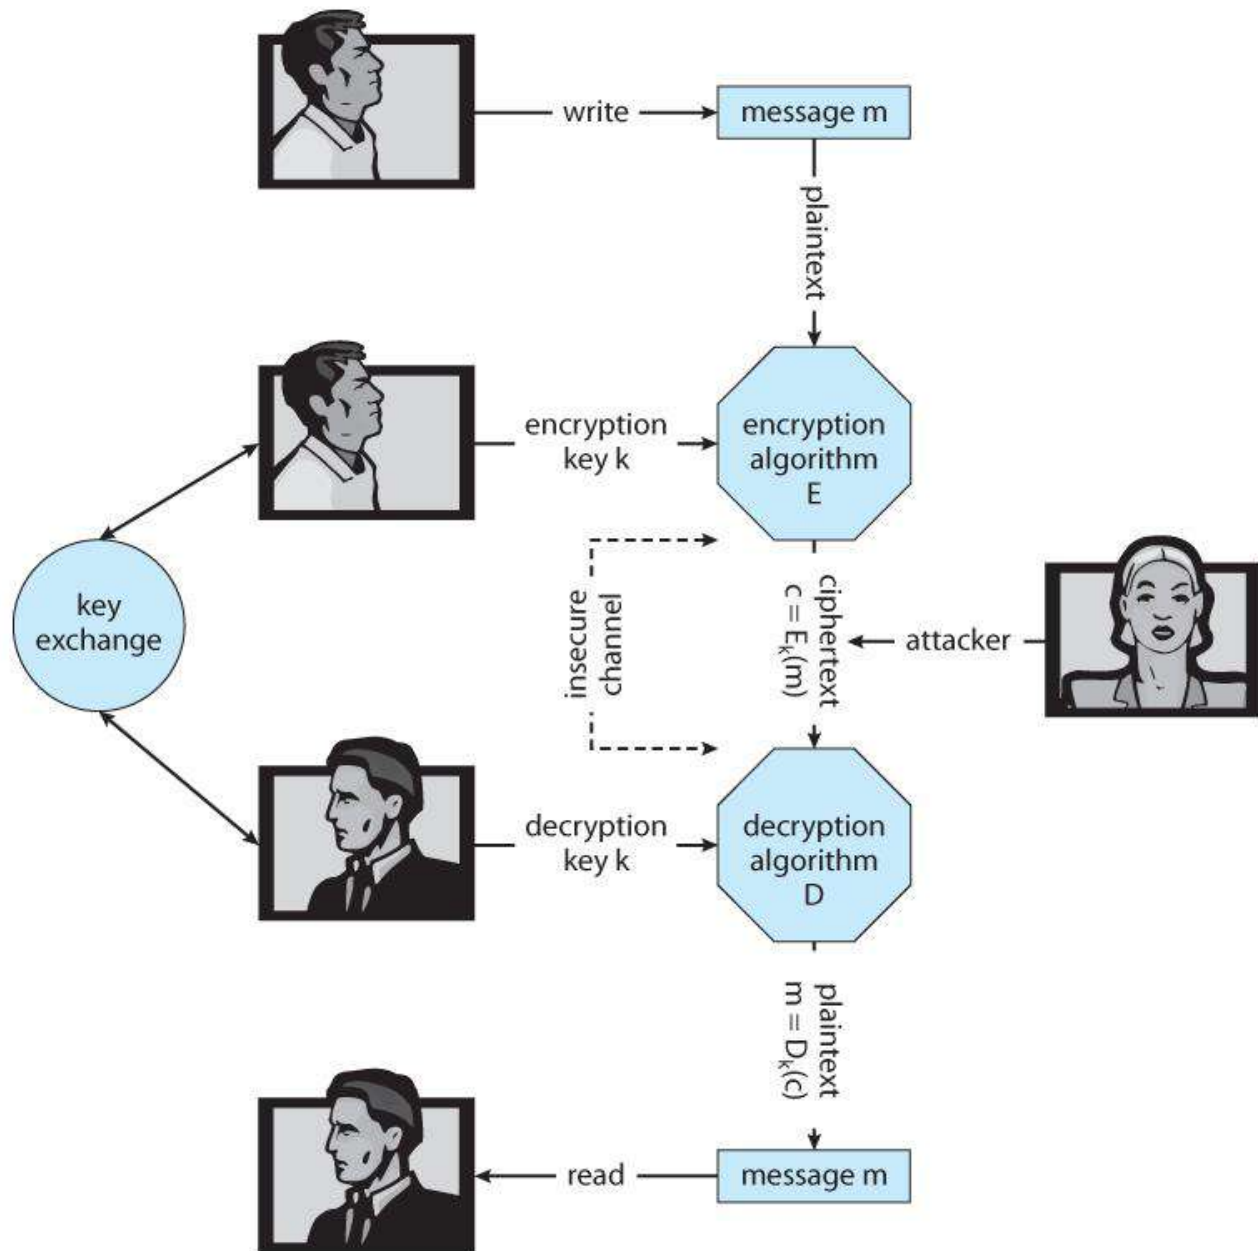 write
message m
plaintext
encryption
key k
encryption
algorithm
E
key
exchange
insecure
channel
ciphertext
c = Eₖ(m)
attacker
decryption
key k
decryption
algorithm
D
plaintext
m = Dₖ(c)
read
message m